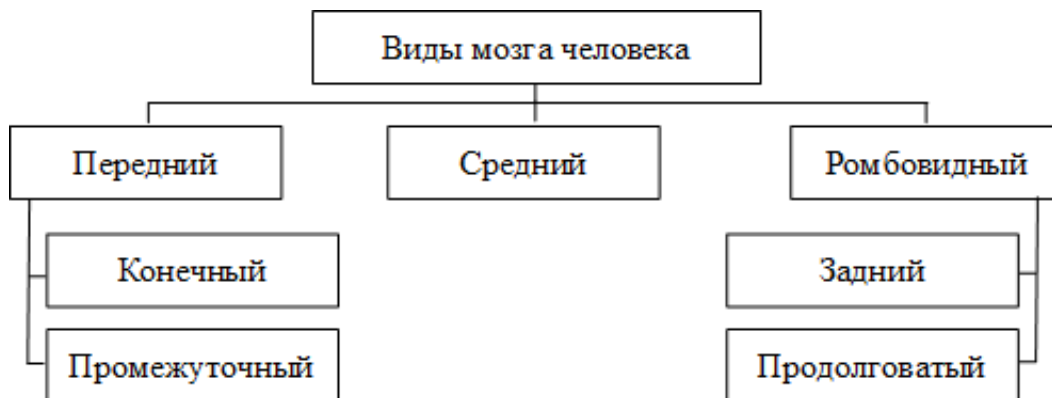 Виды мозга человека
Передний
Средний
Ромбовидный
Конечный
Задний
Промежуточный
Продолговатый